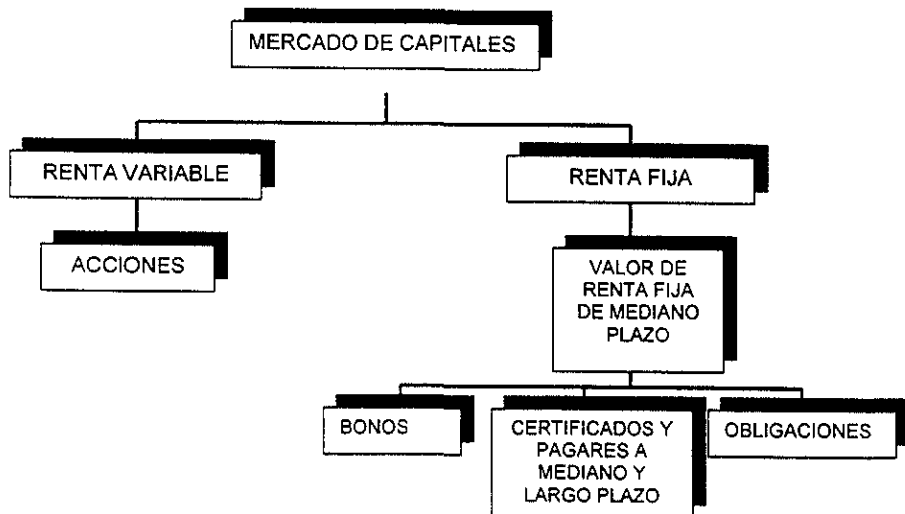 MERCADO DE CAPITALES
RENTA VARIABLE
RENTA FIJA
ACCIONES
VALOR DE
RENTA FIJA
DE MEDIANO
PLAZO
BONOS
CERTIFICADOS Y
PAGARES A
MEDIANO Y
LARGO PLAZO
OBLIGACIONES